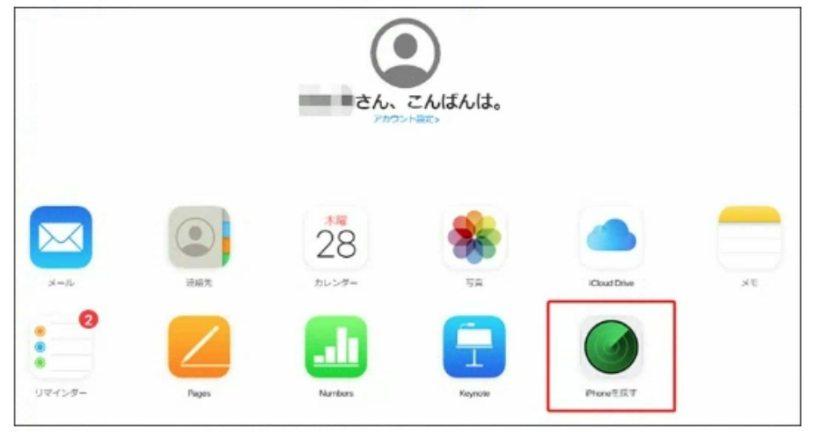 さん、こんばんは。
アカウント設定>
木曜
28
メール
連絡先
カレンダー
写真
iCloud Drive
メモ
2
リマインダー
Pages
Numbers
Keynote
iPhoneを探す